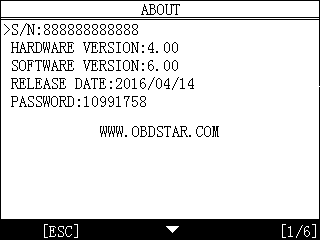 ABOUT
>S/N:888888888888
HARDWARE VERSION:4.00
SOFTWARE VERSION:6.00
RELEASE DATE:2016/04/14
PASSWORD:10991758
WWW.OBDSTAR.COM
[ESC] [1/6]